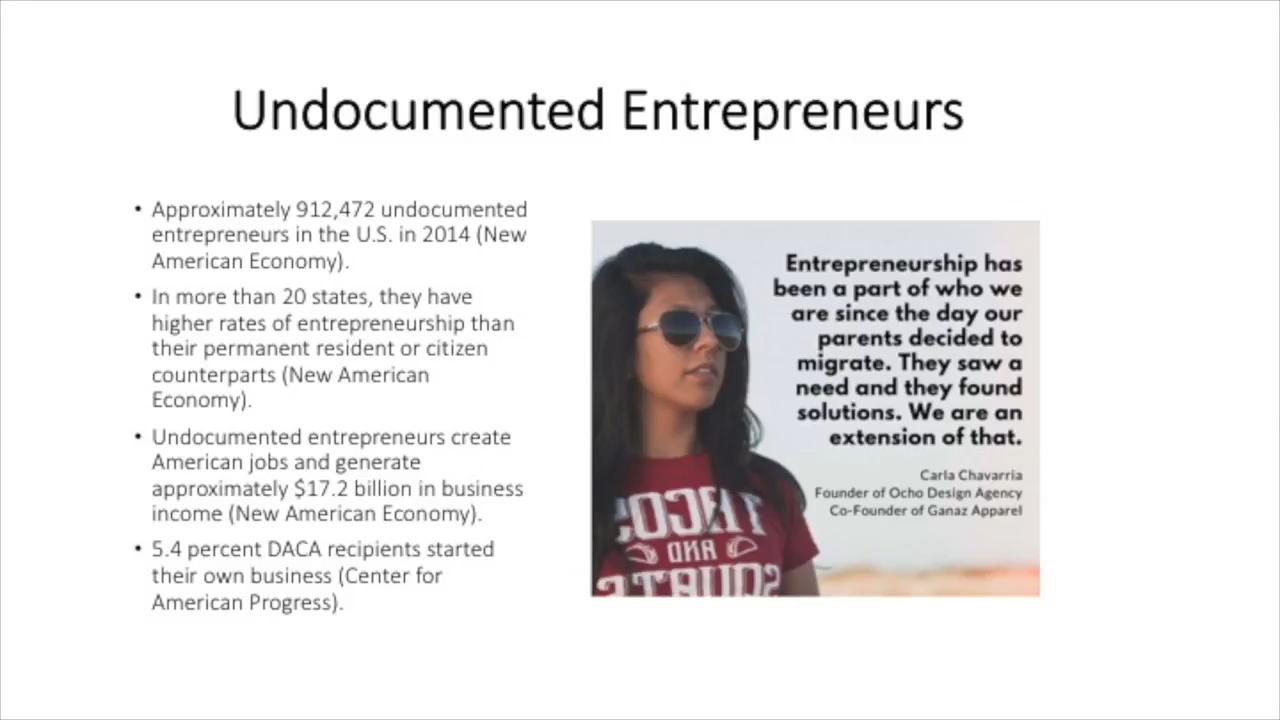 Undocumented Entrepreneurs
• Approximately 912,472 undocumented
entrepreneurs in the U.S. in 2014 (New
American Economy).
• In more than 20 states, they have
higher rates of entrepreneurship than
their permanent resident or citizen
counterparts (New American
Economy).
• Undocumented entrepreneurs create
American jobs and generate
approximately $17.2 billion in business
income (New American Economy).
• 5.4 percent DACA recipients started
their own business (Center for
American Progress).
Entrepreneurship has
been a part of who we
are since the day our
parents decided to
migrate. They saw a
need and they found
solutions. We are an
extension of that.
Carla Chavarria
Founder of Ocho Design Agency
Co-Founder of Ganaz Apparel
TACOS
AND
SQUATS